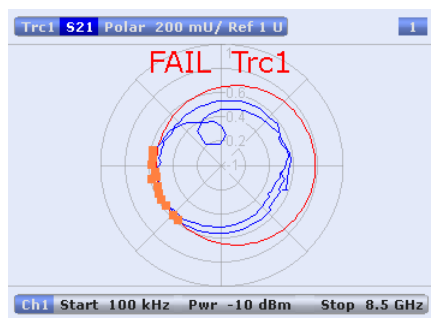 Trc1 S21 Polar 200 mU/ Ref 1 U 1
FAIL Trc1
0.6
0.4
0.2
-1
Ch1 Start 100 kHz Pwr -10 dBm Stop 8.5 GHz